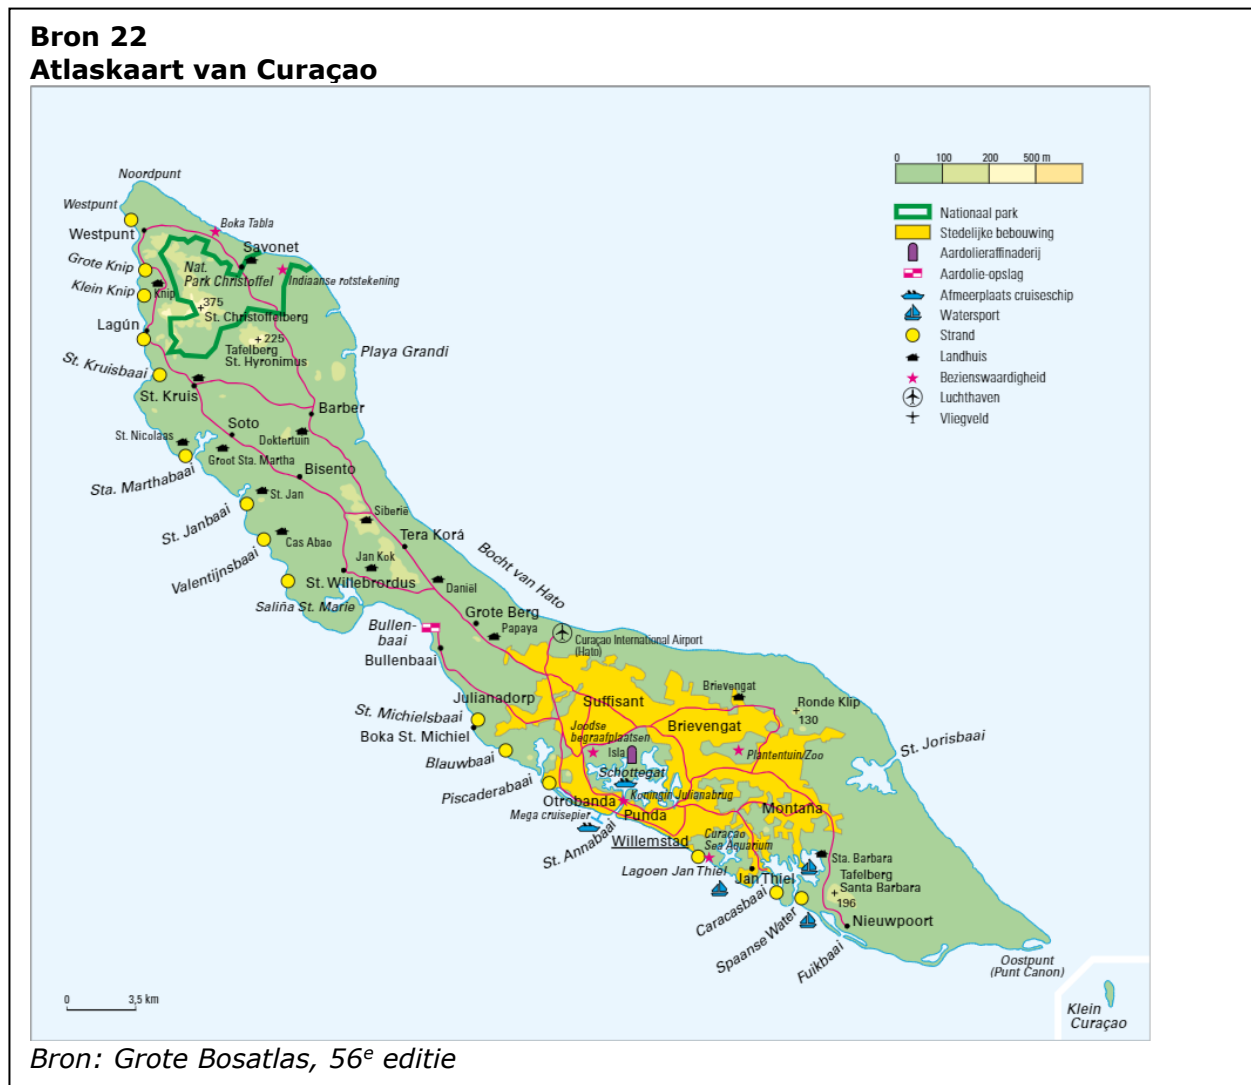 Bron 22
Atlaskaart van Curaçao
0 100 200 500 m
Nationaal park
Stedelijke bebouwing
Aardolieraffinaderij
Aardolie-opslag
Afmeerplaats cruiseschip
Watersport
Strand
Landhuis
Bezienswaardigheid
Luchthaven
Vliegveld
Noordpunt
Westpunt
Boka Tabla
Westpunt
Savonet
Grote Knip
Nat.
Park Christoffel
Indiaanse rotstekening
Klein Knip
Knip
375
St. Christoffelberg
Lagún
225
Tafelberg
St. Hyronimus
Playa Grandi
St. Kruisbaai
St. Kruis
Barber
Soto
St. Nicolaas
Doktertuin
Groot Sta. Martha
Sta. Marthabaai
Bisento
St. Jan
St. Janbaai
Siberië
Cas Abao
Tera Korá
Valentijnsbaai
Jan Kok
Bocht van Hato
St. Willebrordus
Daniël
Saliña St. Marie
Grote Berg
Bullen-
baai
Papaya
Curaçao International Airport
(Hato)
Bullenbaai
Julianadorp
Suffisant
Brievengat
Ronde Klip
130
St. Michielsbaai
Boka St. Michiel
Joodse
begraafplaatsen
Brievengat
St. Jorisbaai
Blauwbaai
Isla
Plantentuin/Zoo
Schottegat
Piscaderabaai
Koningin Julianabrug
Otrobanda
Montaña
Mega cruisepier
Punda
St. Annabaai
Willemstad
Curacao
Sea Aquarium
Sta. Barbara
Lagoen Jan Thiel
Jan Thiel
Tafelberg
Santa Barbara
196
Caracasbaai
Spaanse Water
Nieuwpoort
Fuikbaai
Oostpunt
(Punt Canon)
0 3,5 km
Klein
Curaçao
Bron: Grote Bosatlas, 56e editie